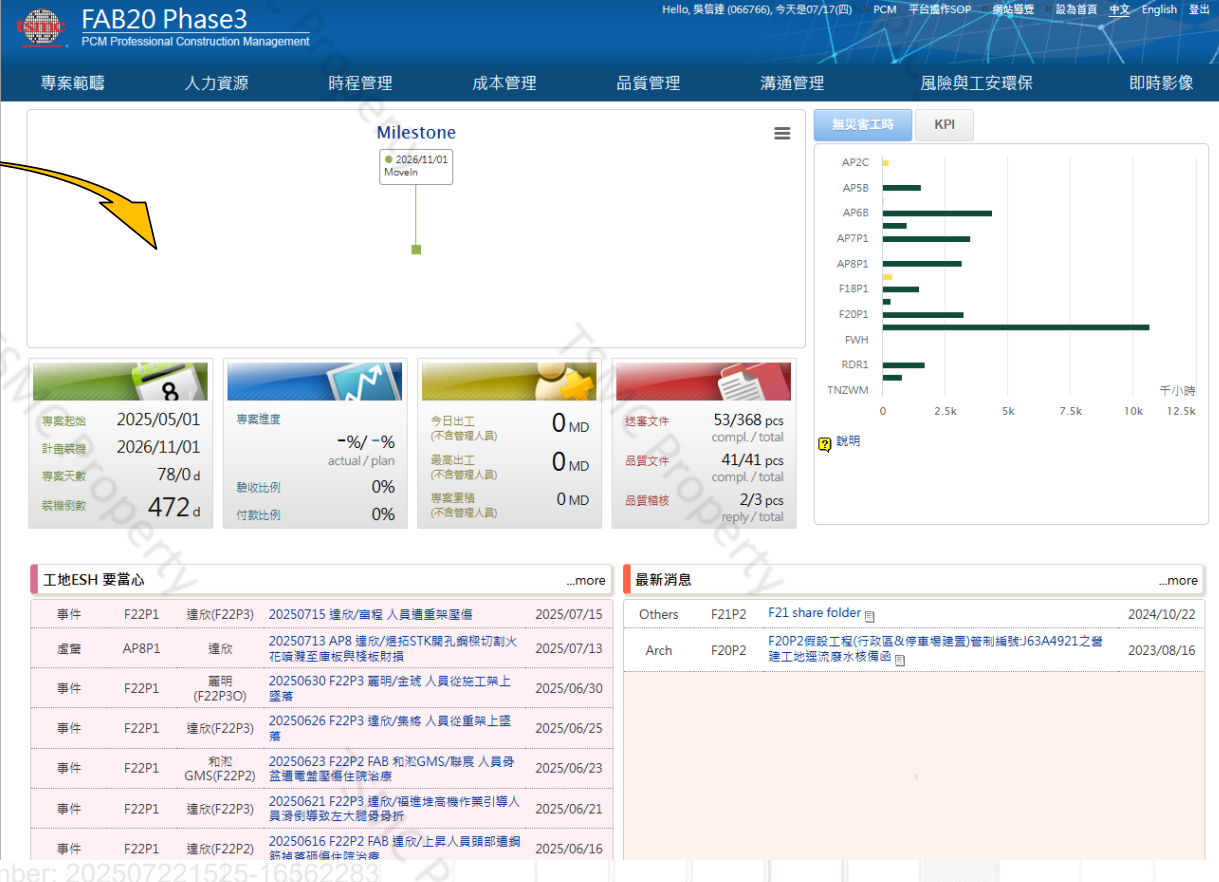 tsmc
FAB20 Phase3
PCM Professional Construction Management
Hello, 吳信達 (066766), 今天是07/17(四) PCM 平台操作SOP 網站導覽 設為首頁 中文 English 登出
專案範疇 人力資源 時程管理 成本管理 品質管理 溝通管理 風險與工安環保 即時影像
Milestone
2026/11/01
MoveIn
無災害工時 KPI
AP2C
AP5B
AP6B
AP7P1
AP8P1
F18P1
F20P1
FWH
RDR1
TNZWM
千小時
0 2.5k 5k 7.5k 10k 12.5k
說明
8
專案起始 2025/05/01
計畫裝機 2026/11/01
專案天數 78/0 d
裝機倒數 472 d
專案進度
-%/ -%
actual / plan
驗收比例 0%
付款比例 0%
今日出工 0 MD
(不含管理人員)
最高出工 0 MD
(不含管理人員)
專案累積 0 MD
(不含管理人員)
送審文件 53/368 pcs
compl. / total
品質文件 41/41 pcs
compl. / total
品質稽核 2/3 pcs
reply / total
工地ESH 要當心 ...more
事件 F22P1 達欣(F22P3) 20250715 達欣/富程 人員遭重架壓傷 2025/07/15
虛驚 AP8P1 達欣 20250713 AP8 達欣/煜拓STK開孔鋼樑切割火
花噴濺至庫板與棧板財損 2025/07/13
事件 F22P1 麗明
(F22P3O) 20250630 F22P3 麗明/金琥 人員從施工架上
墜落 2025/06/30
事件 F22P1 達欣(F22P3) 20250626 F22P3 達欣/集綹 人員從重架上墜
落 2025/06/25
事件 F22P1 和淞
GMS(F22P2) 20250623 F22P2 FAB 和淞GMS/聯宸 人員骨
盆遭電盤壓傷住院治療 2025/06/23
事件 F22P1 達欣(F22P3) 20250621 F22P3 達欣/福進堆高機作業引導人
員滑倒導致左大腿骨骨折 2025/06/21
事件 F22P1 達欣(F22P2) 20250616 F22P2 FAB 達欣/上昇人員頭部遭鋼
筋掉落砸傷住院治療 2025/06/16
最新消息 ...more
Others F21P2 F21 share folder 2024/10/22
Arch F20P2 F20P2假設工程(行政區&停車場建置)管制編號:J63A4921之營
建工地逕流廢水核備函 2023/08/16
TSMC Property
TSMC Property
mber: 202507221525-16562283